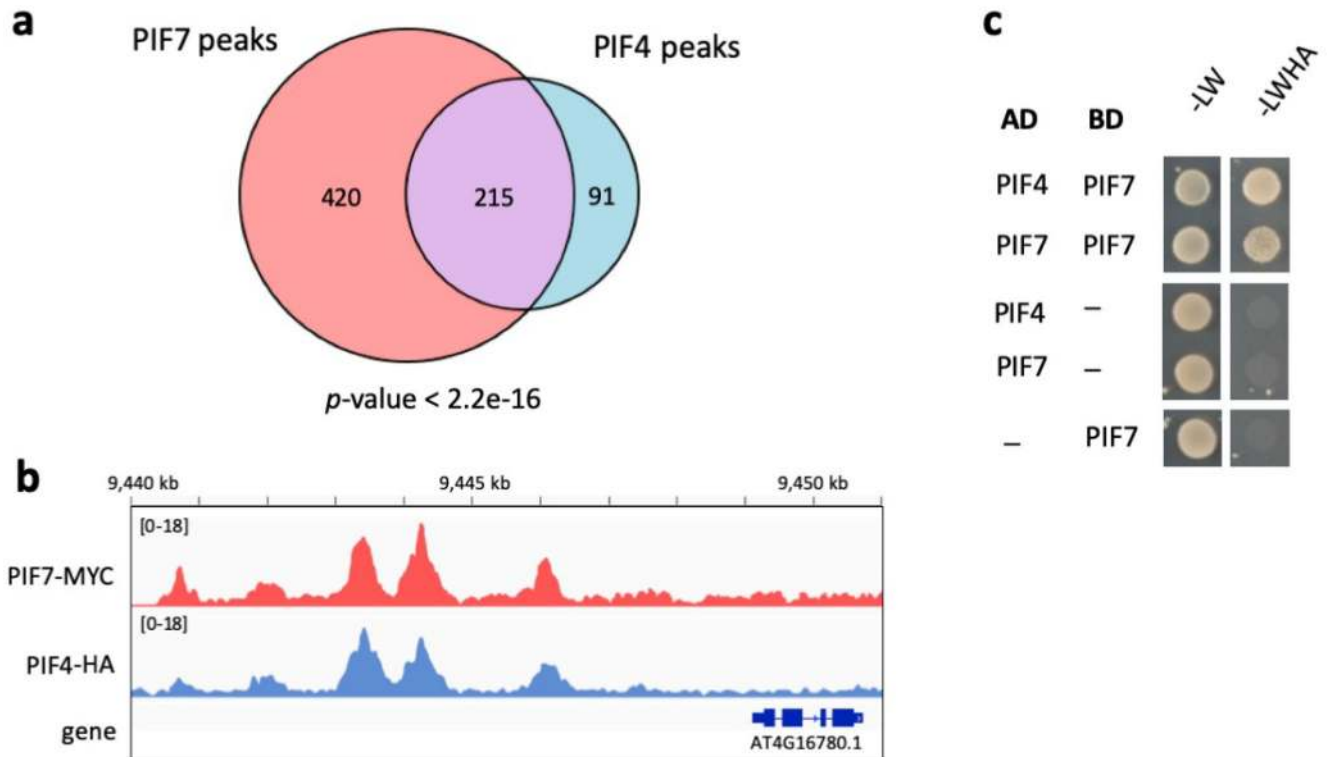 a
PIF7 peaks
PIF4 peaks
420
215
91
p-value < 2.2e-16
b
9,440 kb
9,445 kb
9,450 kb
[0-18]
PIF7-MYC
[0-18]
PIF4-HA
gene
AT4G16780.1
c
AD BD -LW -LWHA
PIF4 PIF7
PIF7 PIF7
PIF4 –
PIF7 –
– PIF7